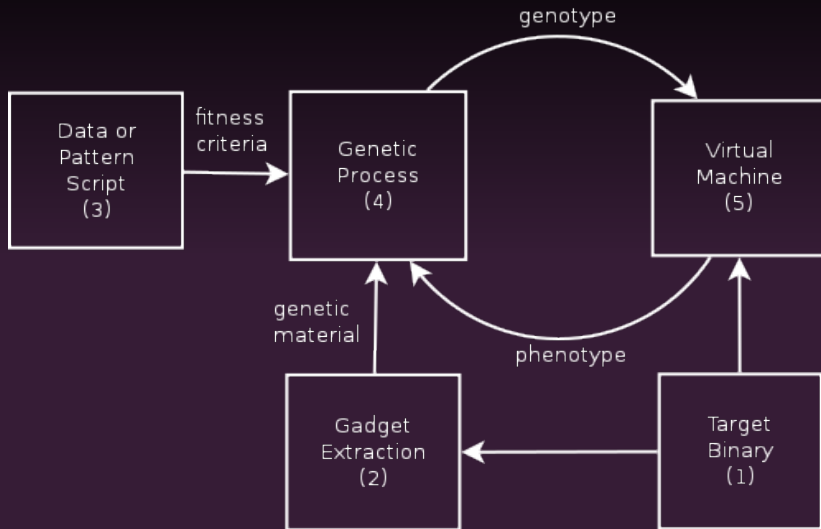 genotype
Data or
Pattern
Script
(3)
fitness
criteria
Genetic
Process
(4)
Virtual
Machine
(5)
genetic
material
phenotype
Gadget
Extraction
(2)
Target
Binary
(1)